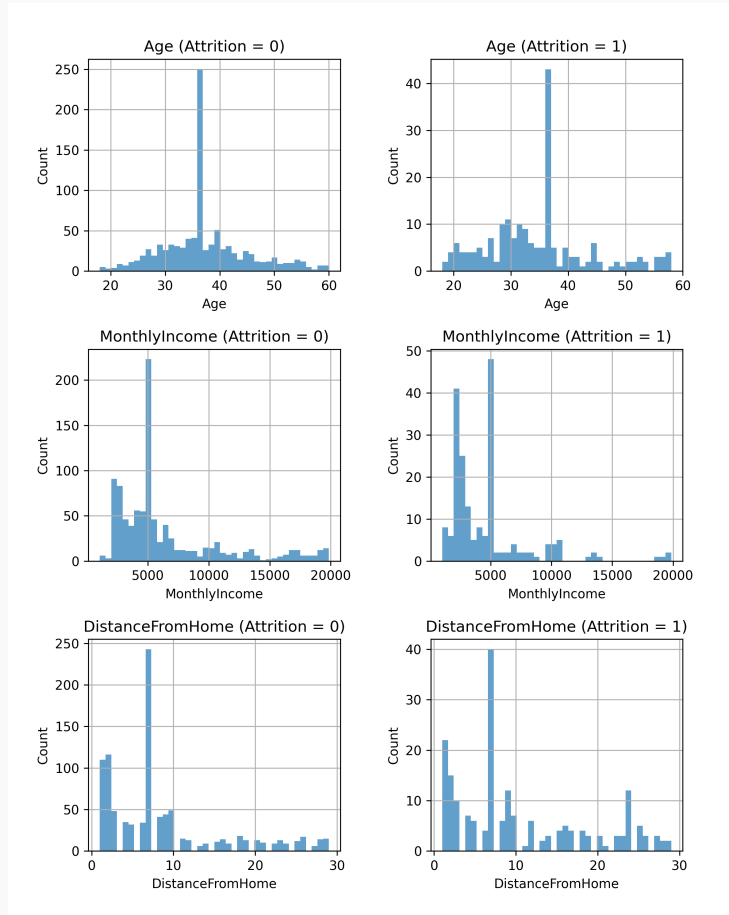 Age (Attrition = 0)
Count
250
200
150
100
50
0
20 30 40 50 60
Age
Age (Attrition = 1)
Count
40
30
20
10
0
20 30 40 50 60
Age
MonthlyIncome (Attrition = 0)
Count
200
150
100
50
0
5000 10000 15000 20000
MonthlyIncome
MonthlyIncome (Attrition = 1)
Count
50
40
30
20
10
0
5000 10000 15000 20000
MonthlyIncome
DistanceFromHome (Attrition = 0)
Count
250
200
150
100
50
0
0 10 20 30
DistanceFromHome
DistanceFromHome (Attrition = 1)
Count
40
30
20
10
0
0 10 20 30
DistanceFromHome